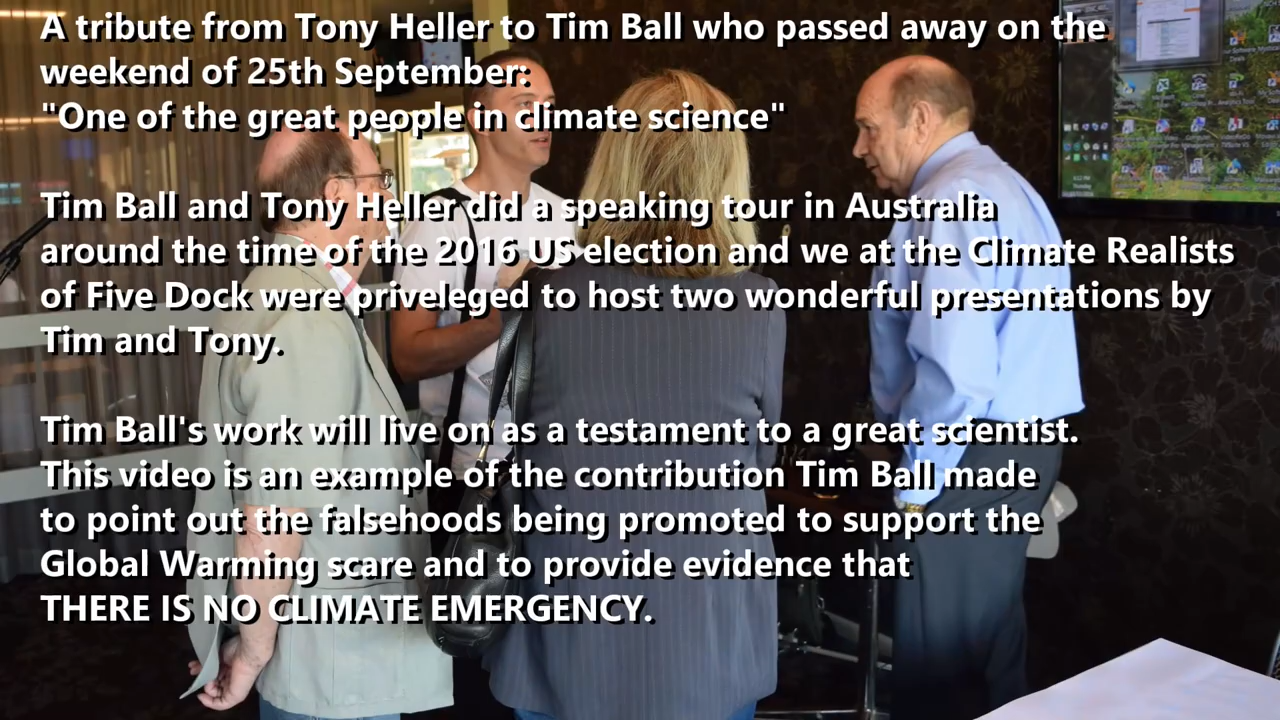 A tribute from Tony Heller to Tim Ball who passed away on the
weekend of 25th September:
"One of the great people in climate science"
Tim Ball and Tony Heller did a speaking tour in Australia
around the time of the 2016 US election and we at the Climate Realists
of Five Dock were priveleged to host two wonderful presentations by
Tim and Tony.
Tim Ball's work will live on as a testament to a great scientist.
This video is an example of the contribution Tim Ball made
to point out the falsehoods being promoted to support the
Global Warming scare and to provide evidence that
THERE IS NO CLIMATE EMERGENCY.